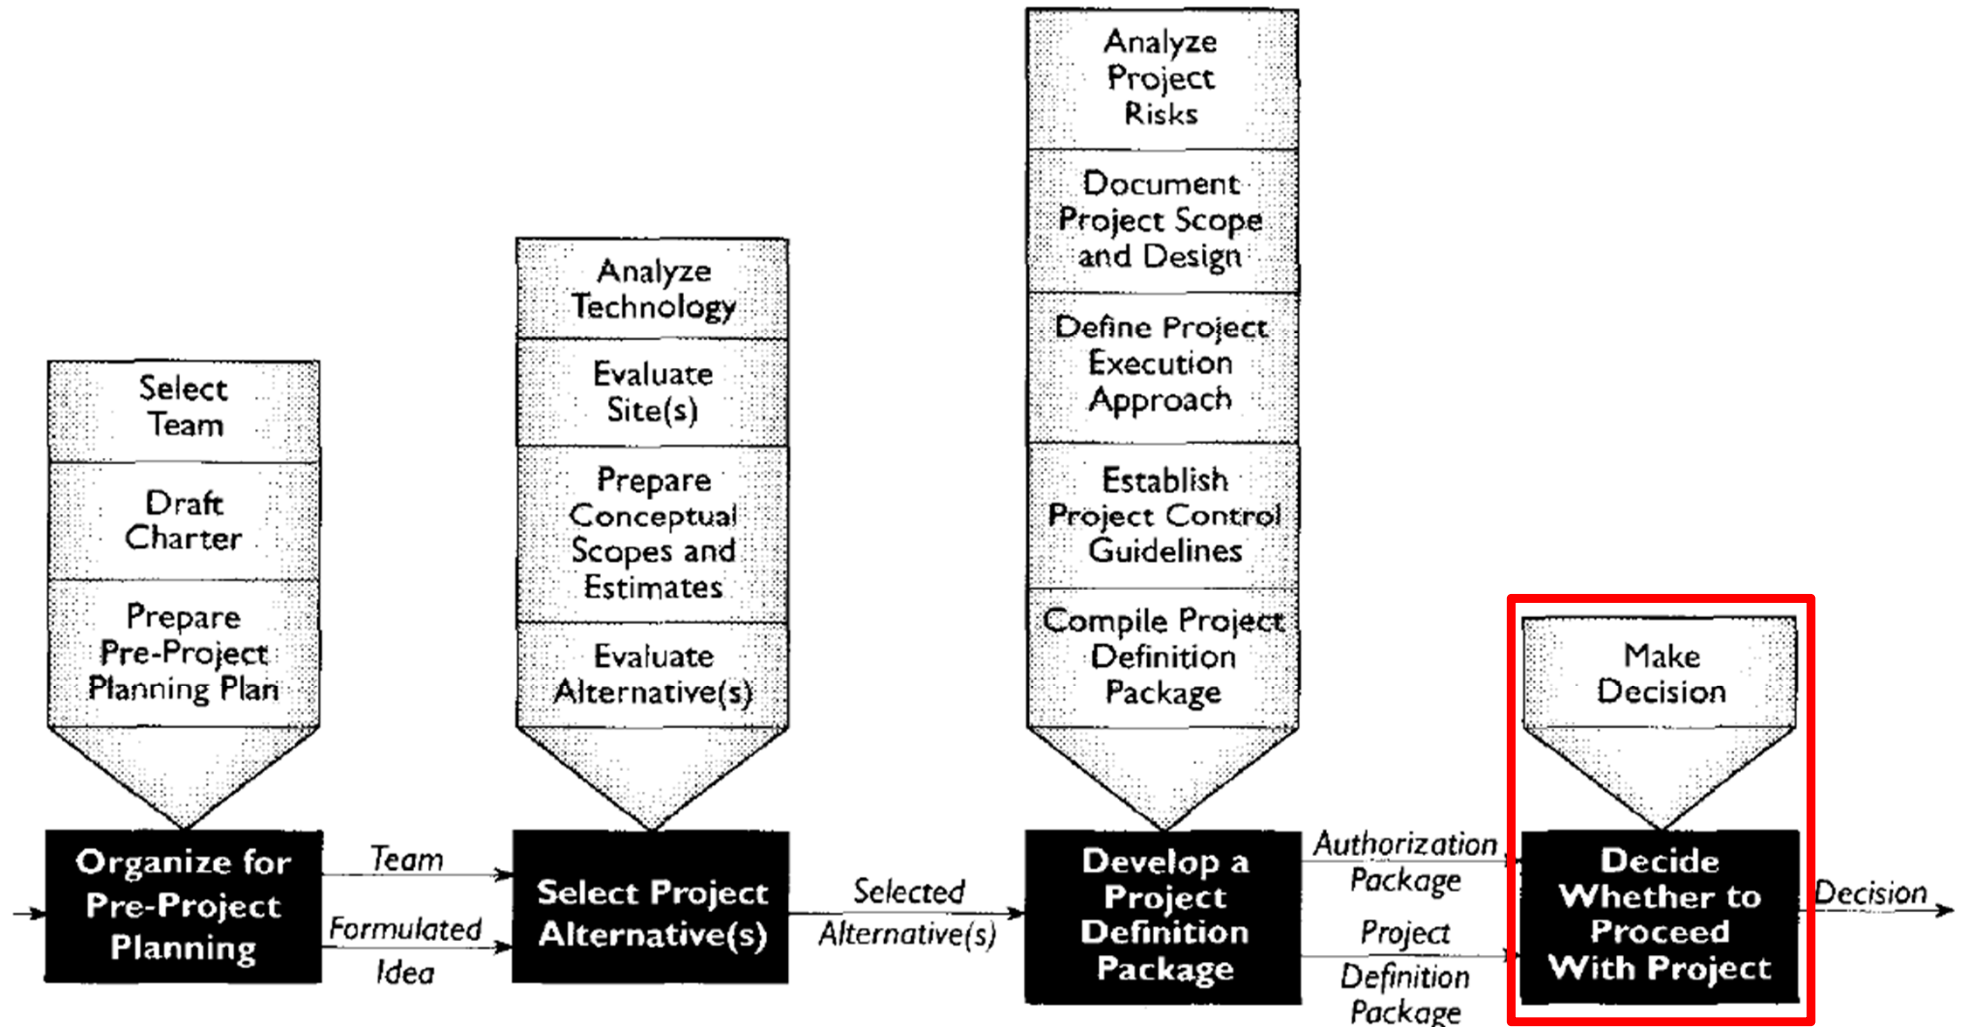 Select
Team
Draft
Charter
Prepare
Pre-Project
Planning Plan
Organize for
Pre-Project
Planning
Team
Formulated
Idea
Analyze
Technology
Evaluate
Site(s)
Prepare
Conceptual
Scopes and
Estimates
Evaluate
Alternative(s)
Select Project
Alternative(s)
Selected
Alternative(s)
Analyze
Project
Risks
Document
Project Scope
and Design
Define Project
Execution
Approach
Establish
Project Control
Guidelines
Compile Project
Definition
Package
Develop a
Project
Definition
Package
Authorization
Package
Project
Definition
Package
Make
Decision
Decide
Whether to
Proceed
With Project
Decision